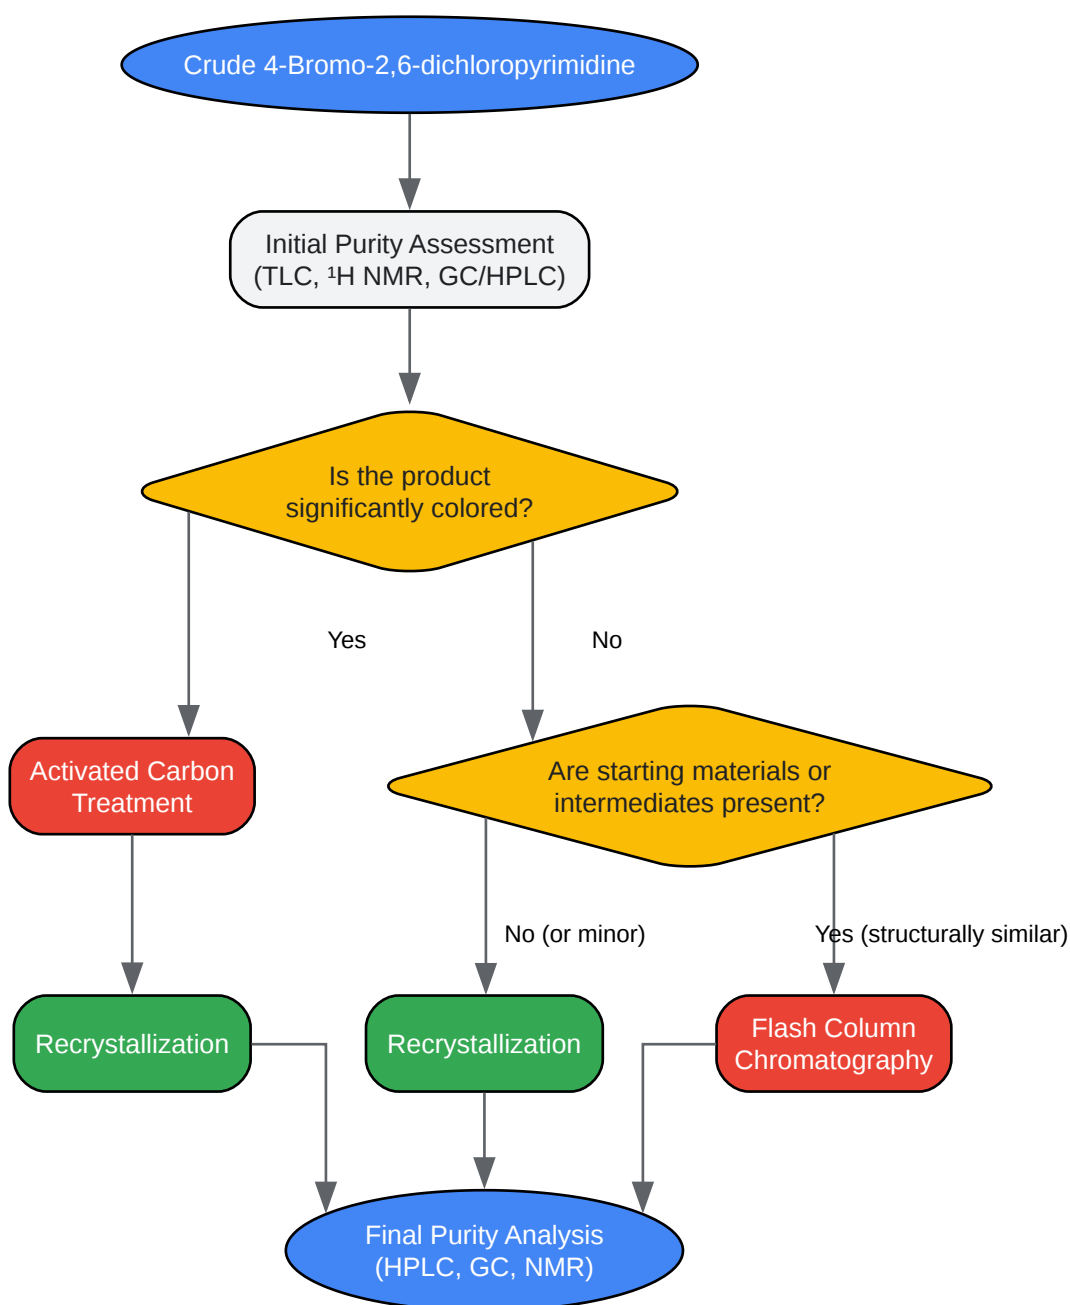 Crude 4-Bromo-2,6-dichloropyrimidine
Initial Purity Assessment
(TLC, ¹H NMR, GC/HPLC)
Is the product
significantly colored?
Yes
No
Activated Carbon
Treatment
Are starting materials or
intermediates present?
No (or minor)
Yes (structurally similar)
Recrystallization
Recrystallization
Flash Column
Chromatography
Final Purity Analysis
(HPLC, GC, NMR)